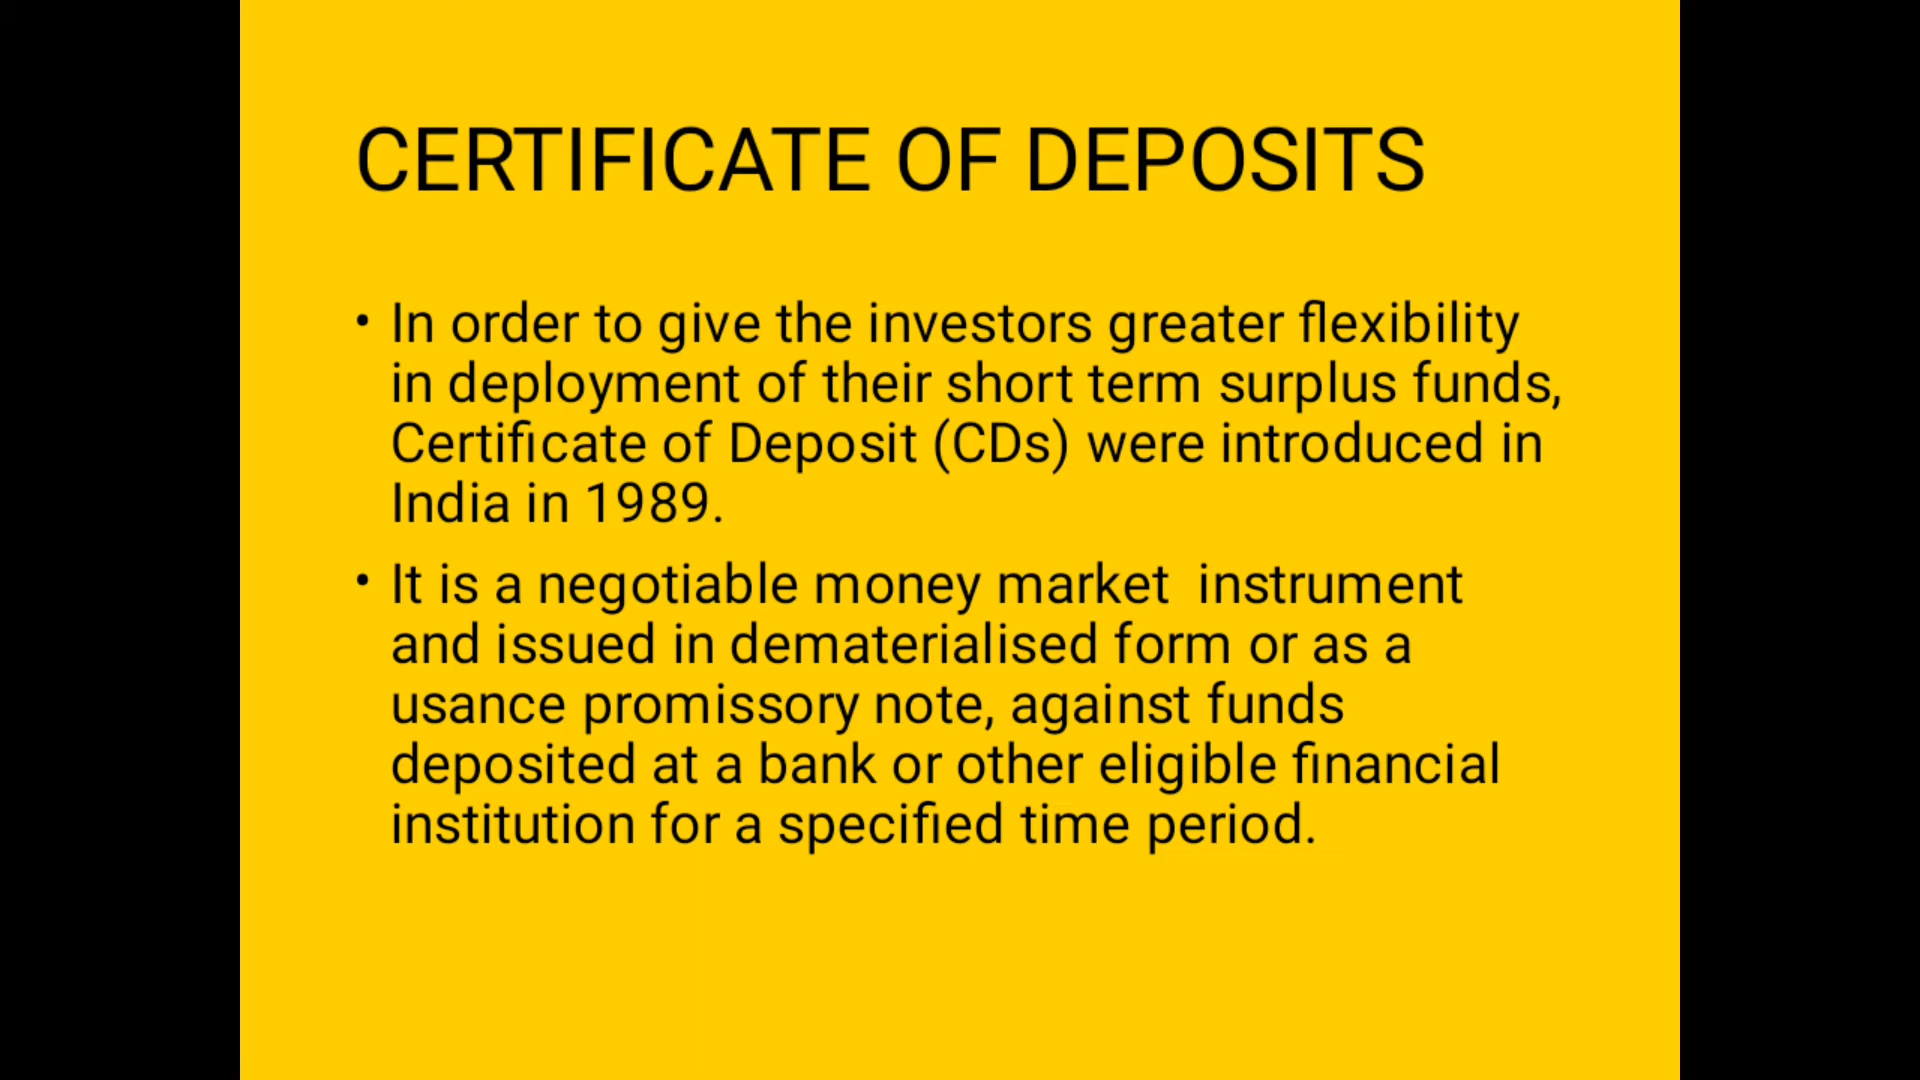 CERTIFICATE OF DEPOSITS
• In order to give the investors greater flexibility
in deployment of their short term surplus funds,
Certificate of Deposit (CDs) were introduced in
India in 1989.
• It is a negotiable money market  instrument
and issued in dematerialised form or as a
usance promissory note, against funds
deposited at a bank or other eligible financial
institution for a specified time period.